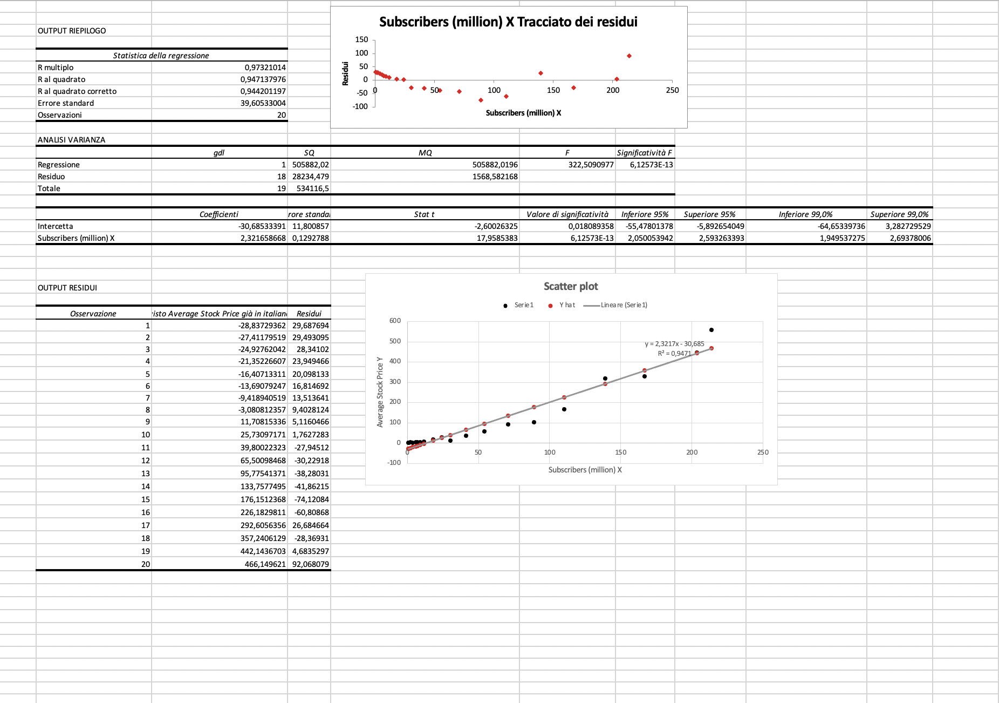 Subscribers (million) X Tracciato dei residui
150
100
50
0
-50
-100
0
50
100
150
200
250
Residui
Subscribers (million) X
OUTPUT RIEPILOGO
Statistica della regressione
R multiplo 0,97321014
R al quadrato 0,947137976
R al quadrato corretto 0,944201197
Errore standard 39,60533004
Osservazioni 20
ANALISI VARIANZA
gdl SQ MQ F Significatività F
Regressione 1 505882,02 505882,0196 322,5090977 6,12573E-13
Residuo 18 28234,479 1568,582168
Totale 19 534116,5
Coefficienti rore standa Stat t Valore di significatività Inferiore 95% Superiore 95% Inferiore 99,0% Superiore 99,0%
Intercetta -30,68533391 11,800857 -2,60026325 0,018089358 -55,47801378 -5,892654049 -64,65339736 3,282729529
Subscribers (million) X 2,321658668 0,1292788 17,9585383 6,12573E-13 2,050053942 2,593263393 1,949537275 2,69378006
OUTPUT RESIDUI
Osservazione isto Average Stock Price già in italian Residui
1 -28,83729362 29,687694
2 -27,41179519 29,493095
3 -24,92762042 28,34102
4 -21,35226607 23,949466
5 -16,40713311 20,098133
6 -13,69079247 16,814692
7 -9,418940519 13,513641
8 -3,080812357 9,4028124
9 11,70815336 5,1160466
10 25,73097171 1,7627283
11 39,80022323 -27,94512
12 65,50098468 -30,22918
13 95,77541371 -38,28031
14 133,7577495 -41,86215
15 176,1512368 -74,12084
16 226,1829811 -60,80868
17 292,6056356 26,684664
18 357,2406129 -28,36931
19 442,1436703 4,6835297
20 466,149621 92,068079
Scatter plot
Serie1 Y hat Lineare (Serie1)
600
500
400
300
200
100
0
-100
0
50
100
150
200
250
y = 2,3217x - 30,685
R² = 0,9471
Average Stock Price Y
Subscribers (million) X